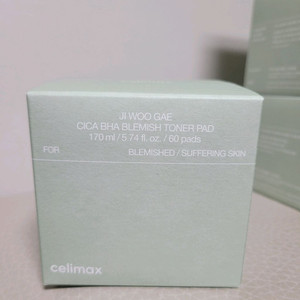 JI WOO GAE
CICA BHA BLEMISH TONER PAD
170 ml / 5.74 fl. oz. / 60 pads
FOR BLEMISHED / SUFFERING SKIN
celimax